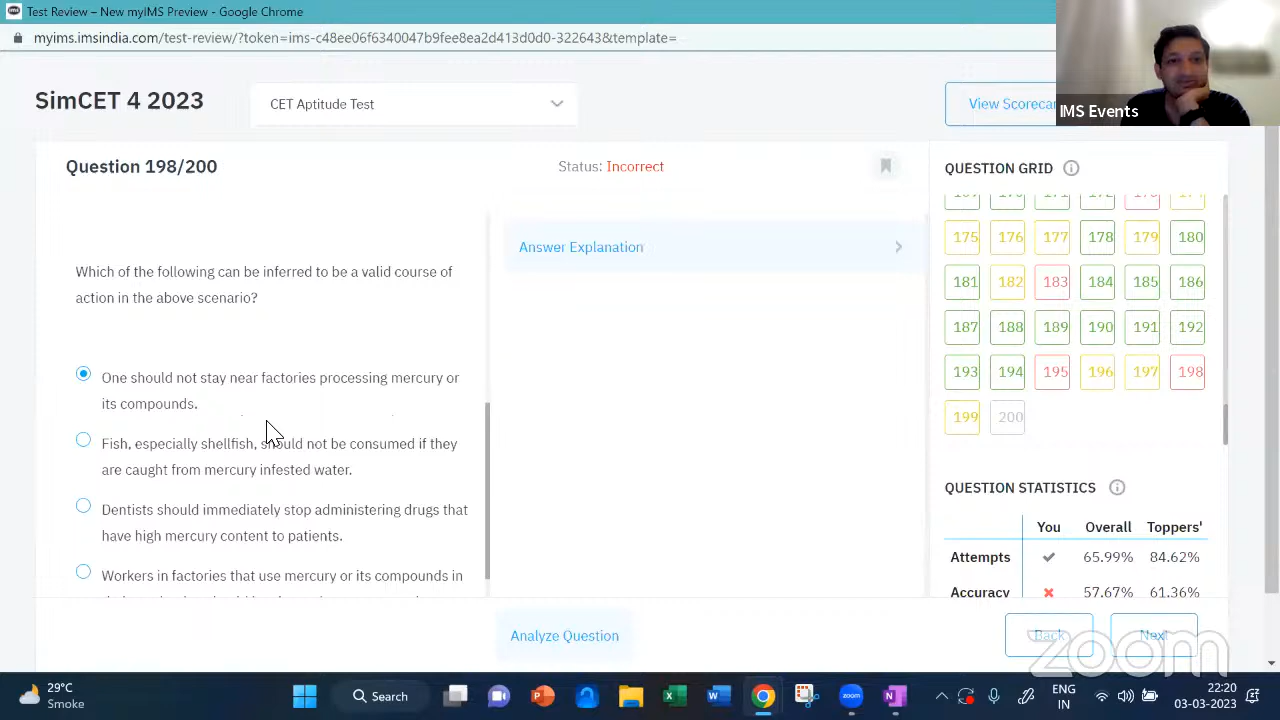 Test Review – New myIMS Preview - Google Chrome
myims.imsindia.com/test-review/?token=ims-c48ee06f6340047b9fee8ea2d413d0d0-322643&template=
SimCET 4 2023
CET Aptitude Test
View Scorecar
IMS Events
Question 198/200
Status: Incorrect
QUESTION GRID
169 170 171 172 173 174
175 176 177 178 179 180
181 182 183 184 185 186
187 188 189 190 191 192
193 194 195 196 197 198
199 200
Answer Explanation
Which of the following can be inferred to be a valid course of
action in the above scenario?
One should not stay near factories processing mercury or
its compounds.
Fish, especially shellfish, should not be consumed if they
are caught from mercury infested water.
Dentists should immediately stop administering drugs that
have high mercury content to patients.
Workers in factories that use mercury or its compounds in
QUESTION STATISTICS
You Overall Toppers'
Attempts 65.99% 84.62%
Accuracy 57.67% 61.36%
Analyze Question
Back
Next
zoom
29°C
Smoke
Search
zoom
ENG
IN
22:20
03-03-2023